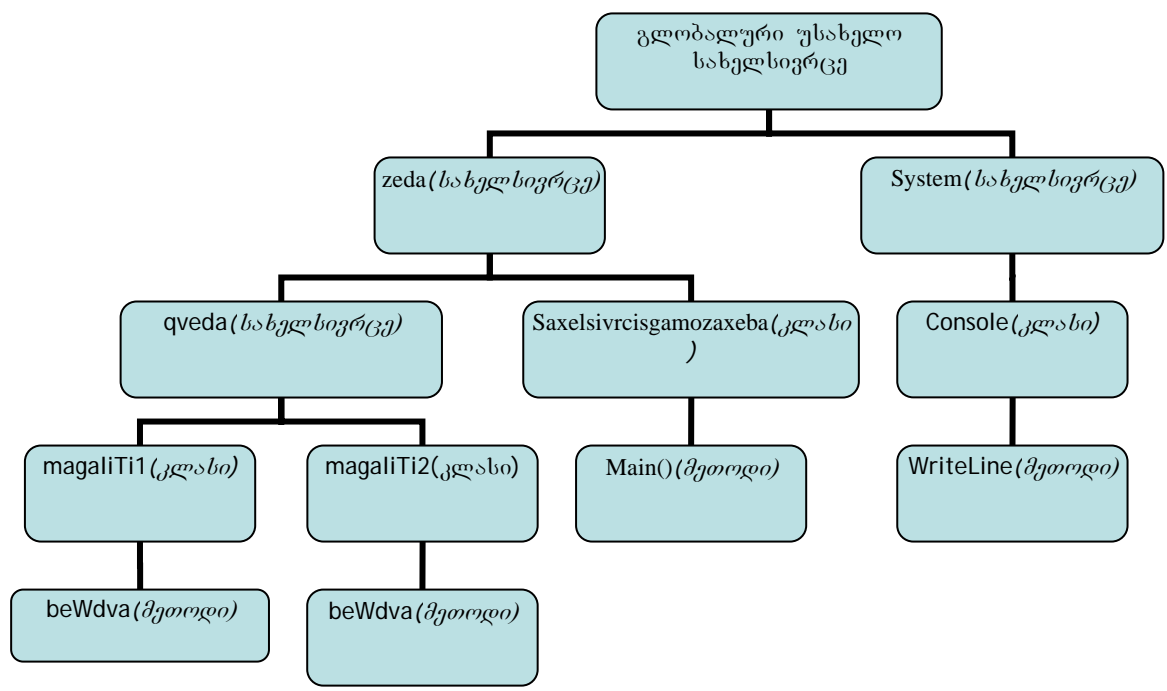 გლობალური უსახელო
სახელსივრცე
zeda(სახელსივრცე)
System(სახელსივრცე)
qveda(სახელსივრცე)
Saxelsivrcisgamozaxeba(კლასი
)
Console(კლასი)
magaliTi1(კლასი)
magaliTi2(კლასი)
Main()(მეთოდი)
WriteLine(მეთოდი)
beWdva(მეთოდი)
beWdva(მეთოდი)